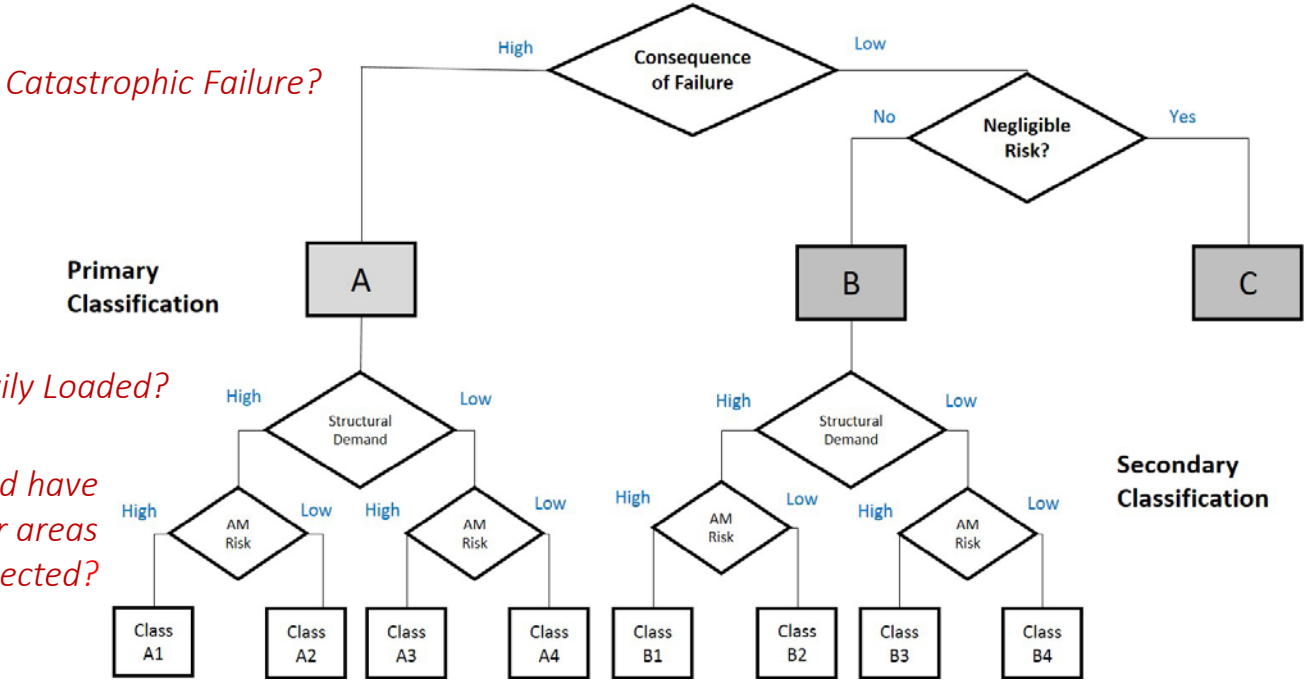 High
Low
Consequence
of Failure
Catastrophic Failure?
No
Yes
Negligible
Risk?
Primary
Classification
A
B
C
ily Loaded?
High
Low
Structural
Demand
High
Low
Structural
Demand
Secondary
Classification
d have
r areas
ected?
High
Low
AM
Risk
High
Low
AM
Risk
High
Low
AM
Risk
High
Low
AM
Risk
Class
A1
Class
A2
Class
A3
Class
A4
Class
B1
Class
B2
Class
B3
Class
B4